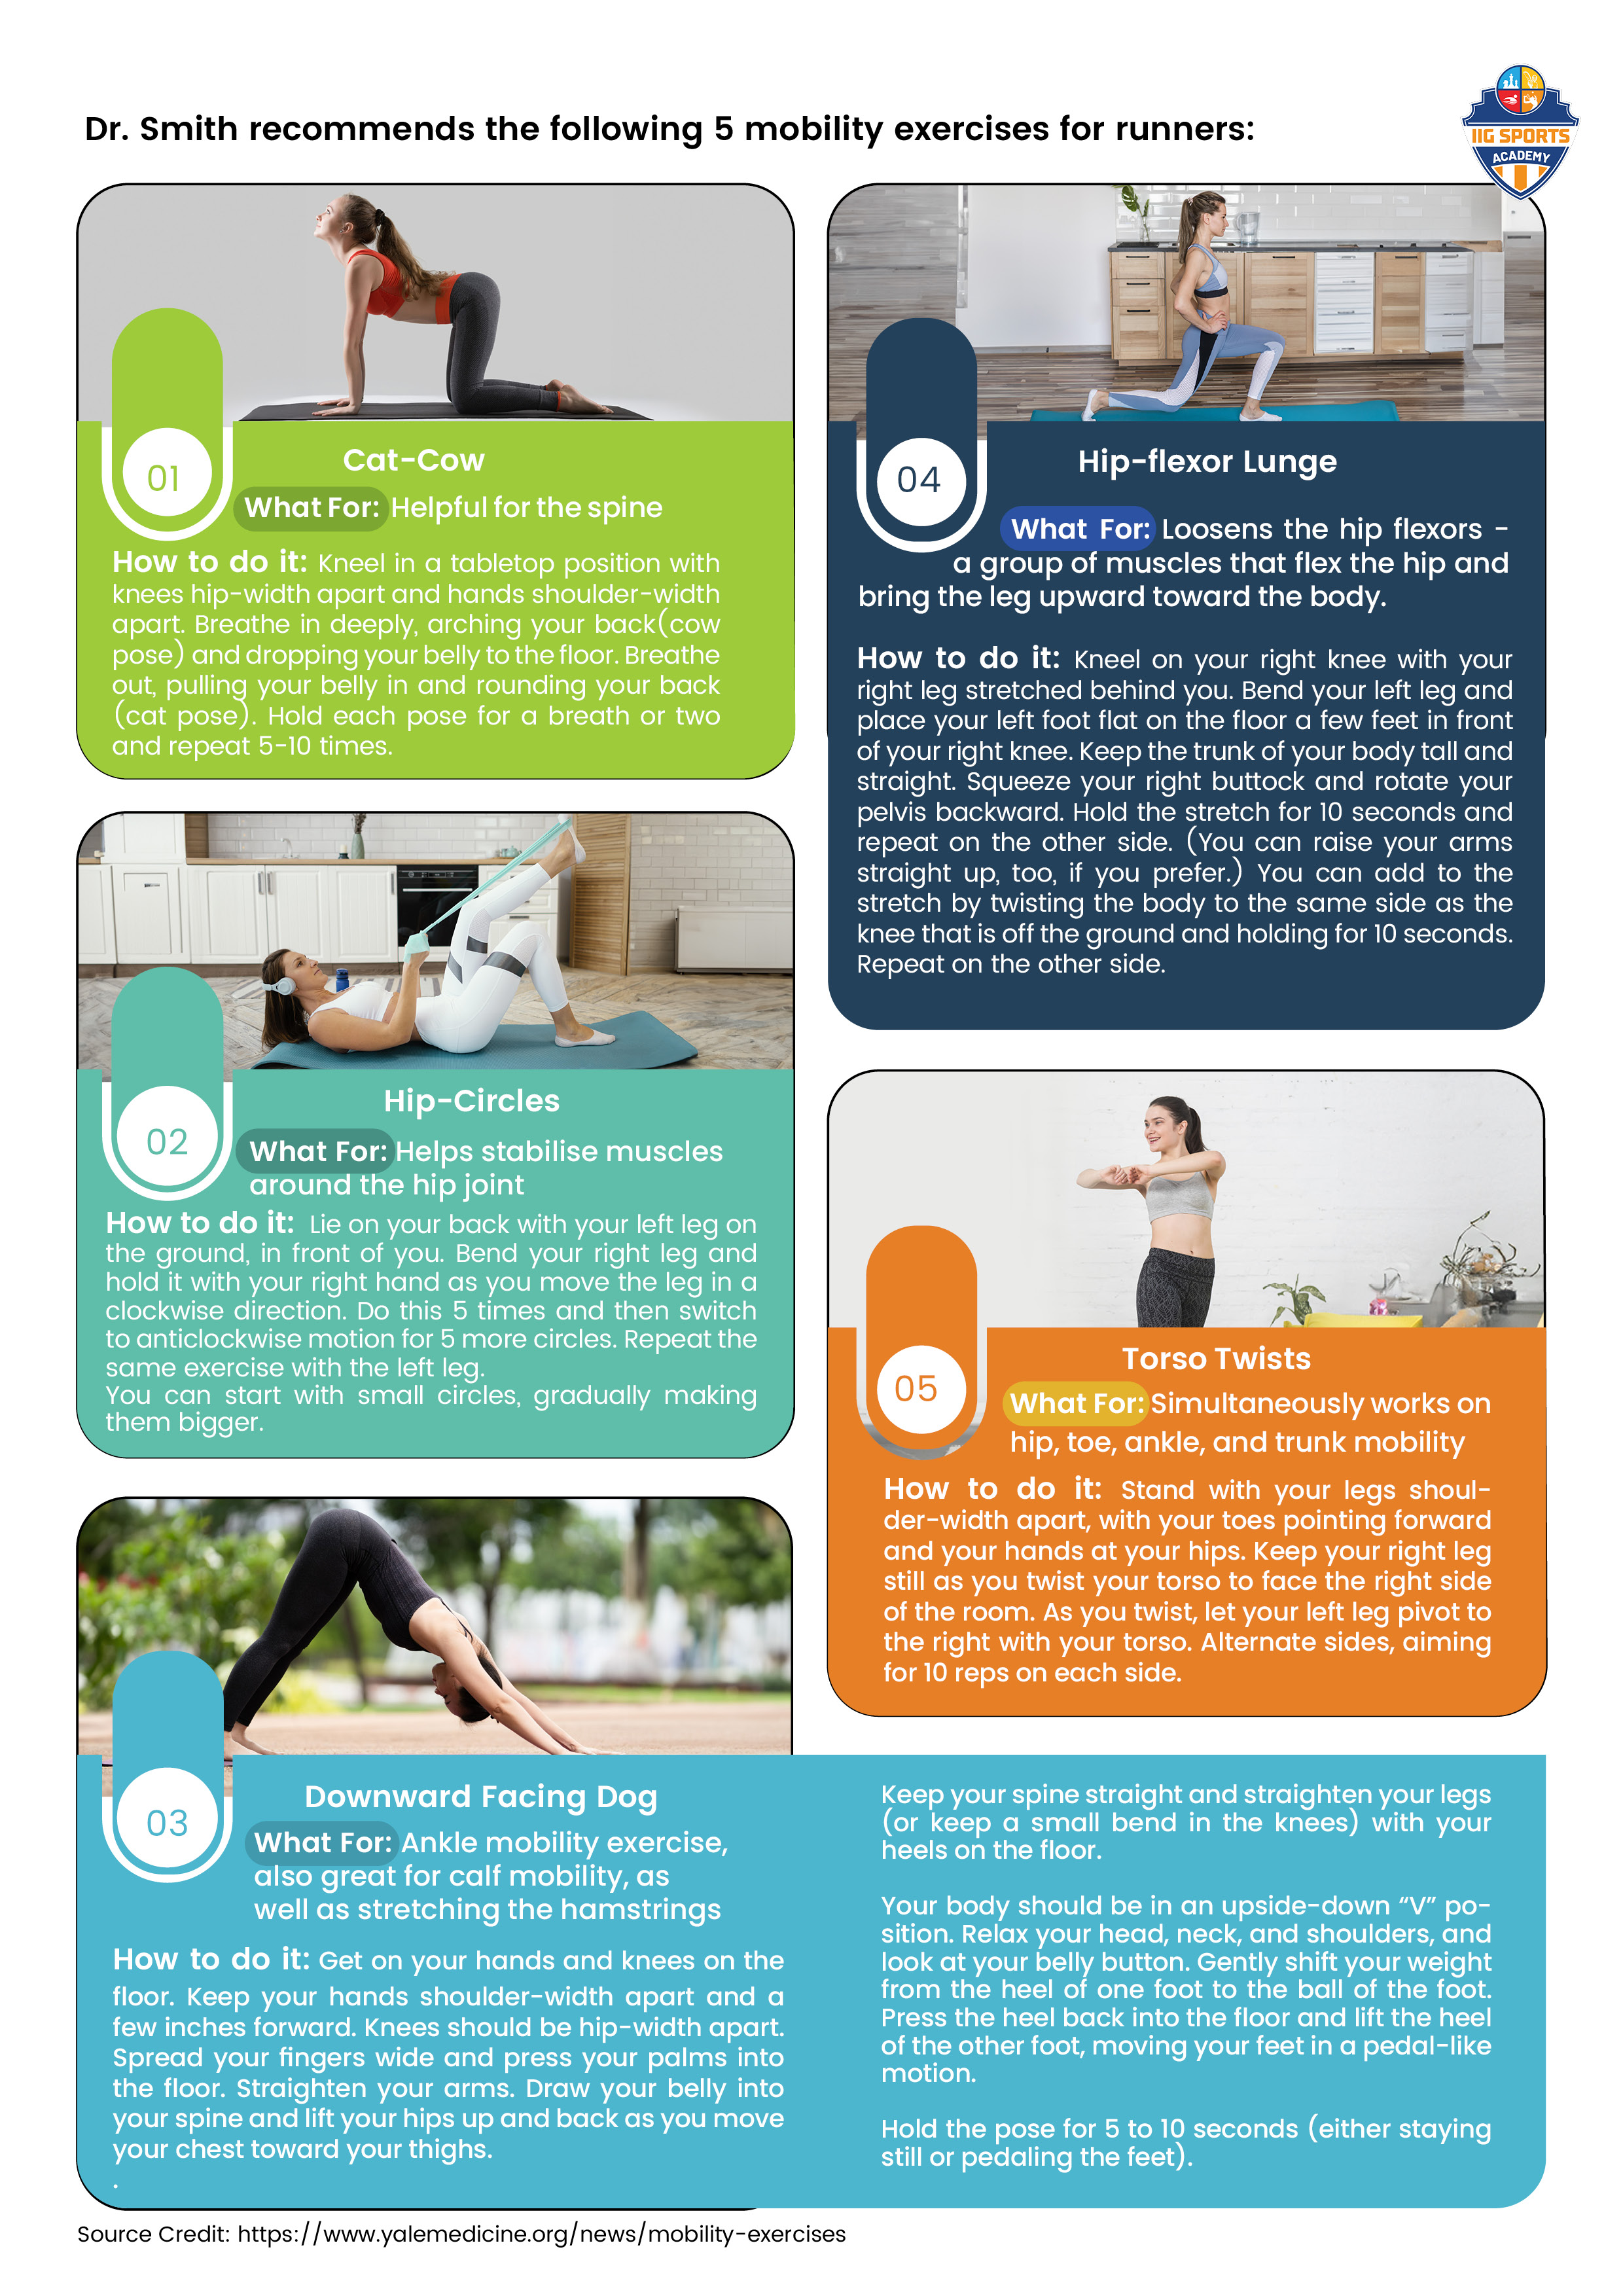 Dr. Smith recommends the following 5 mobility exercises for runners:
IIG SPORTS
ACADEMY
01
Cat-Cow
What For: Helpful for the spine
How to do it: Kneel in a tabletop position with
knees hip-width apart and hands shoulder-width
apart. Breathe in deeply, arching your back(cow
pose) and dropping your belly to the floor. Breathe
out, pulling your belly in and rounding your back
(cat pose). Hold each pose for a breath or two
and repeat 5-10 times.
02
Hip-Circles
What For: Helps stabilise muscles
around the hip joint
How to do it: Lie on your back with your left leg on
the ground, in front of you. Bend your right leg and
hold it with your right hand as you move the leg in a
clockwise direction. Do this 5 times and then switch
to anticlockwise motion for 5 more circles. Repeat the
same exercise with the left leg.
You can start with small circles, gradually making
them bigger.
03
Downward Facing Dog
What For: Ankle mobility exercise,
also great for calf mobility, as
well as stretching the hamstrings
How to do it: Get on your hands and knees on the
floor. Keep your hands shoulder-width apart and a
few inches forward. Knees should be hip-width apart.
Spread your fingers wide and press your palms into
the floor. Straighten your arms. Draw your belly into
your spine and lift your hips up and back as you move
your chest toward your thighs.
.
Keep your spine straight and straighten your legs
(or keep a small bend in the knees) with your
heels on the floor.
Your body should be in an upside-down “V” po-
sition. Relax your head, neck, and shoulders, and
look at your belly button. Gently shift your weight
from the heel of one foot to the ball of the foot.
Press the heel back into the floor and lift the heel
of the other foot, moving your feet in a pedal-like
motion.
Hold the pose for 5 to 10 seconds (either staying
still or pedaling the feet).
04
Hip-flexor Lunge
What For: Loosens the hip flexors -
a group of muscles that flex the hip and
bring the leg upward toward the body.
How to do it: Kneel on your right knee with your
right leg stretched behind you. Bend your left leg and
place your left foot flat on the floor a few feet in front
of your right knee. Keep the trunk of your body tall and
straight. Squeeze your right buttock and rotate your
pelvis backward. Hold the stretch for 10 seconds and
repeat on the other side. (You can raise your arms
straight up, too, if you prefer.) You can add to the
stretch by twisting the body to the same side as the
knee that is off the ground and holding for 10 seconds.
Repeat on the other side.
05
Torso Twists
What For: Simultaneously works on
hip, toe, ankle, and trunk mobility
How to do it: Stand with your legs shoul-
der-width apart, with your toes pointing forward
and your hands at your hips. Keep your right leg
still as you twist your torso to face the right side
of the room. As you twist, let your left leg pivot to
the right with your torso. Alternate sides, aiming
for 10 reps on each side.
Source Credit: https://www.yalemedicine.org/news/mobility-exercises